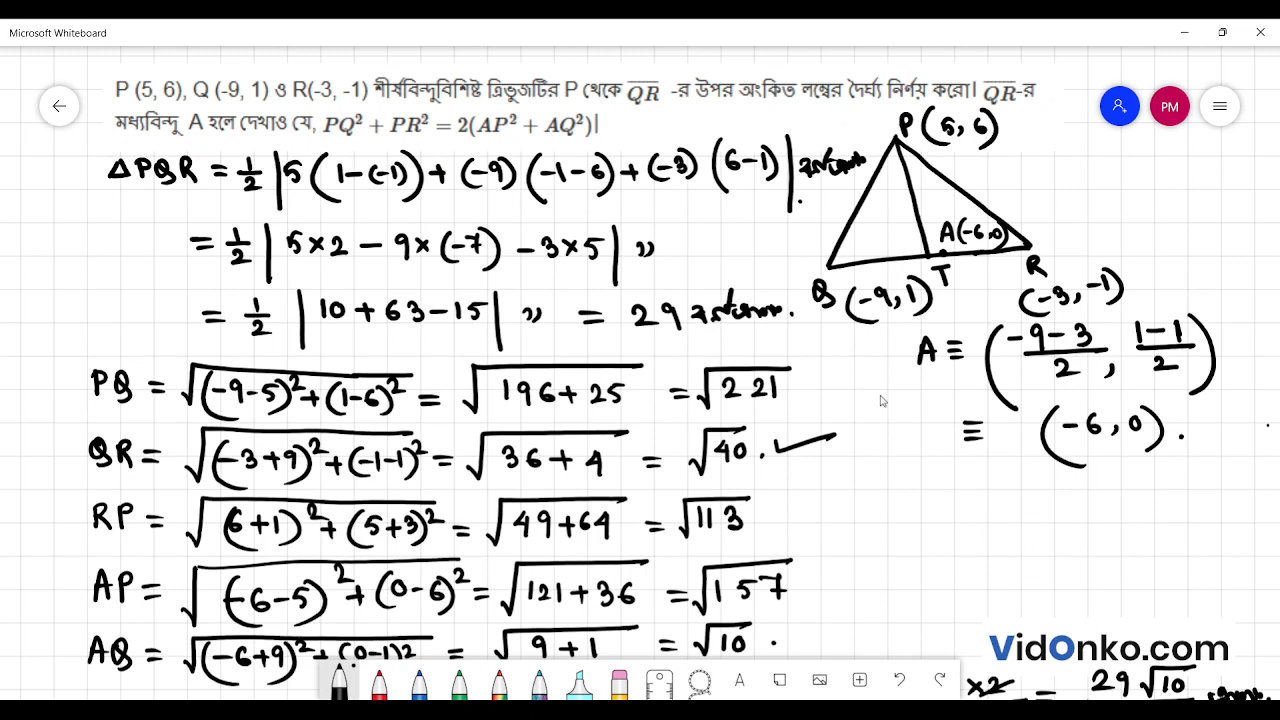 Microsoft Whiteboard
P (5, 6), Q (-9, 1) ও R(-3, -1) শীর্ষবিন্দুবিশিষ্ট ত্রিভুজটির P থেকে \overline{QR} -র উপর অংকিত লম্বের দৈর্ঘ্য নির্ণয় করো। \overline{QR}-র
মধ্যবিন্দু A হলে দেখাও যে, PQ² + PR² = 2(AP² + AQ²)|
PM
P(5, 6)
ΔPQR = 1/2 |5(1-(-1)) + (-9)(-1-6) + (-3)(6-1)|
= 1/2 |5×2 - 9×(-7) - 3×5| ”
= 1/2 |10+63-15| ” = 29
A(-6,0)
Q(-9,1) T R
(-3,-1)
A ≡ ((-9-3)/2, (1-1)/2)
≡ (-6,0).
PQ = √((-9-5)²+(1-6)²) = √(196+25) = √221
QR = √((-3+9)²+(-1-1)²) = √(36+4) = √40. ✓
RP = √((6+1)²+(5+3)²) = √(49+64) = √113
AP = √((-6-5)²+(0-6)²) = √(121+36) = √157
AQ = √((-6+9)²+(0-1)²) = √(9+1) = √10.
VidOnko.com
×2 = 29√10
A